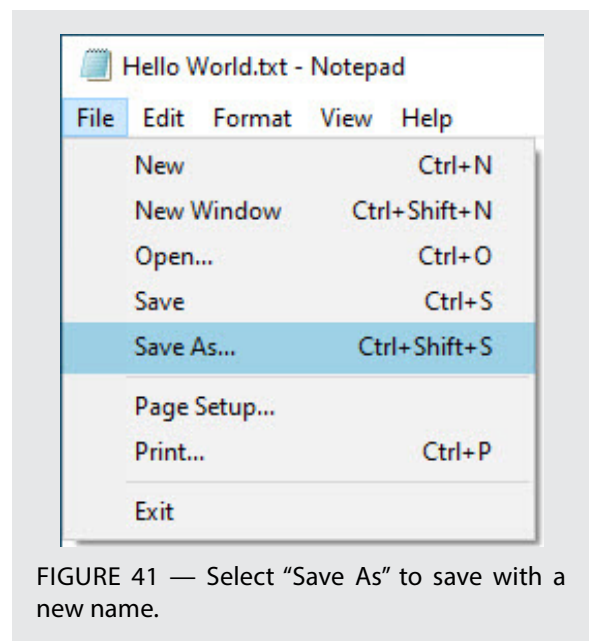 Hello World.txt - Notepad
File Edit Format View Help
New Ctrl+N
New Window Ctrl+Shift+N
Open... Ctrl+O
Save Ctrl+S
Save As... Ctrl+Shift+S
Page Setup...
Print... Ctrl+P
Exit
FIGURE 41 — Select “Save As” to save with a
new name.